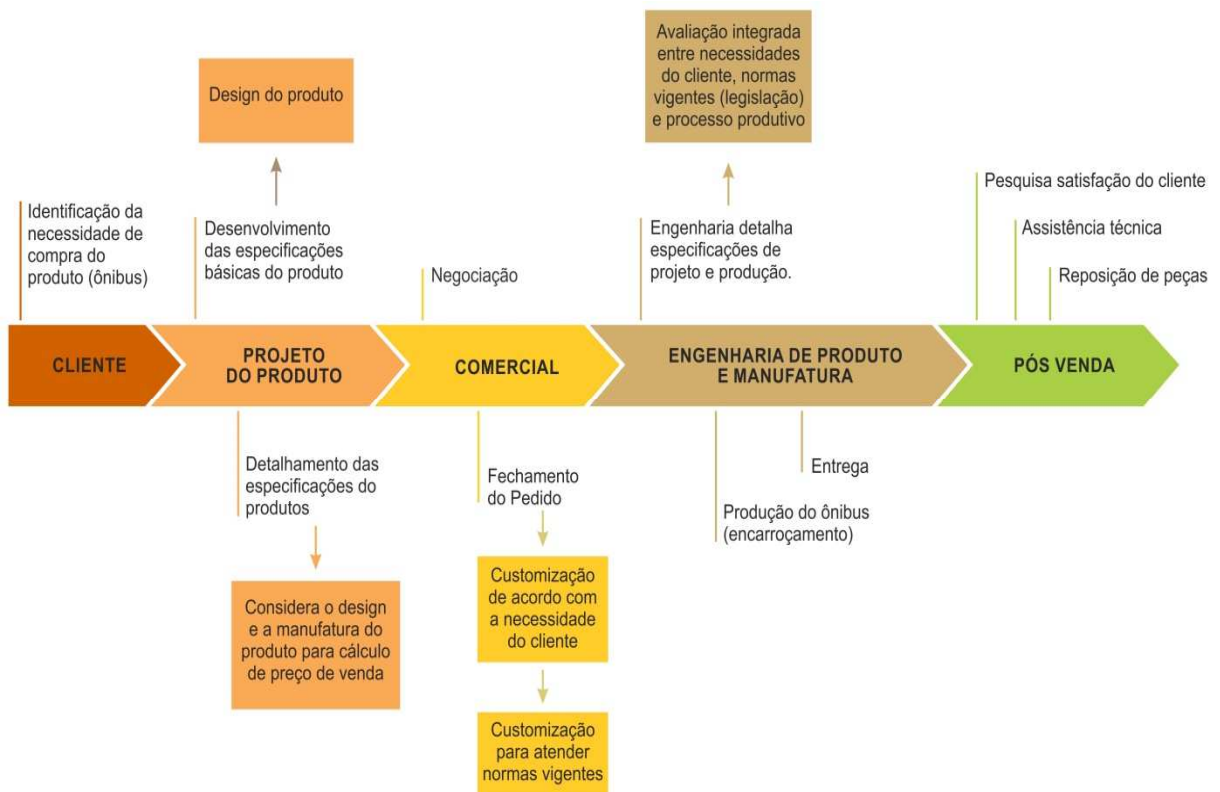 Design do produto
Avaliação integrada
entre necessidades
do cliente, normas
vigentes (legislação)
e processo produtivo
Identificação da
necessidade de
compra do
produto (ônibus)
Desenvolvimento
das especificações
básicas do produto
Negociação
Engenharia detalha
especificações de
projeto e produção.
Pesquisa satisfação do cliente
Assistência técnica
Reposição de peças
CLIENTE
PROJETO
DO PRODUTO
COMERCIAL
ENGENHARIA DE PRODUTO
E MANUFATURA
PÓS VENDA
Detalhamento das
especificações do
produtos
Considera o design
e a manufatura do
produto para cálculo
de preço de venda
Fechamento
do Pedido
Customização
de acordo com
a necessidade
do cliente
Customização
para atender
normas vigentes
Produção do ônibus
(encarroçamento)
Entrega